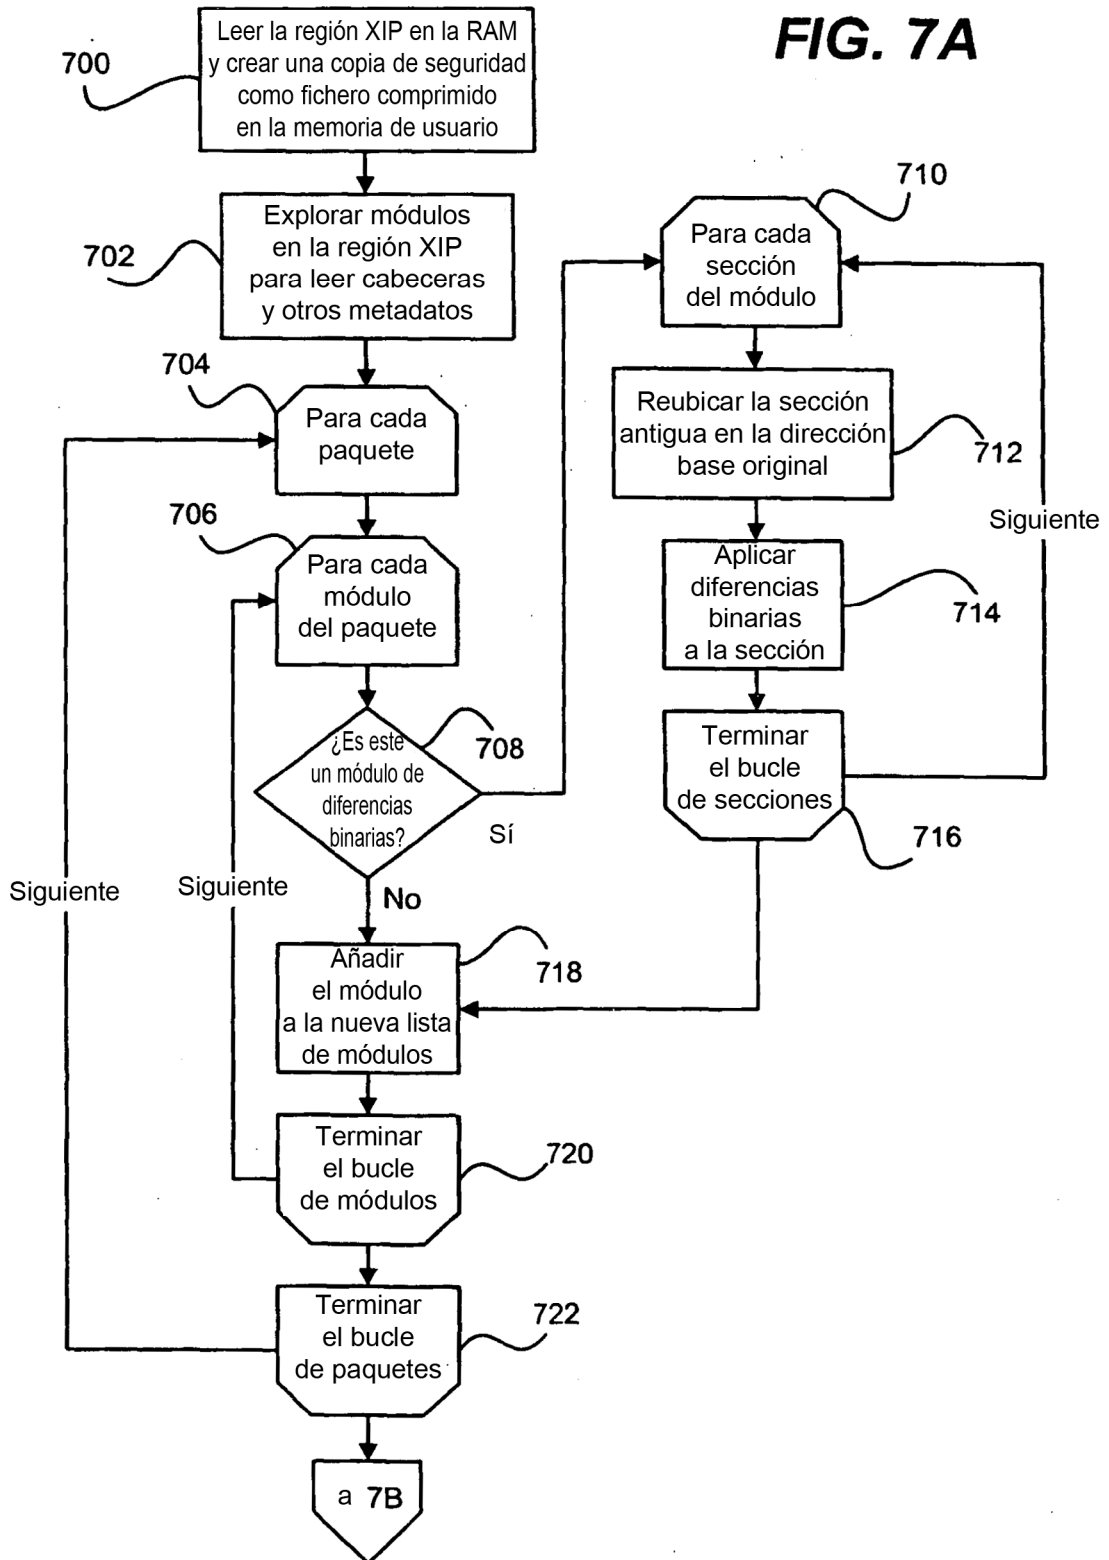 FIG. 7A
700
Leer la región XIP en la RAM
y crear una copia de seguridad
como fichero comprimido
en la memoria de usuario
702
Explorar módulos
en la región XIP
para leer cabeceras
y otros metadatos
704
Para cada
paquete
706
Para cada
módulo
del paquete
708
¿Es este
un módulo de
diferencias
binarias?
Sí
No
710
Para cada
sección
del módulo
Reubicar la sección
antigua en la dirección
base original
712
Aplicar
diferencias
binarias
a la sección
714
Terminar
el bucle
de secciones
716
Siguiente
Siguiente
Siguiente
Añadir
el módulo
a la nueva lista
de módulos
718
Terminar
el bucle
de módulos
720
Terminar
el bucle
de paquetes
722
a 7B